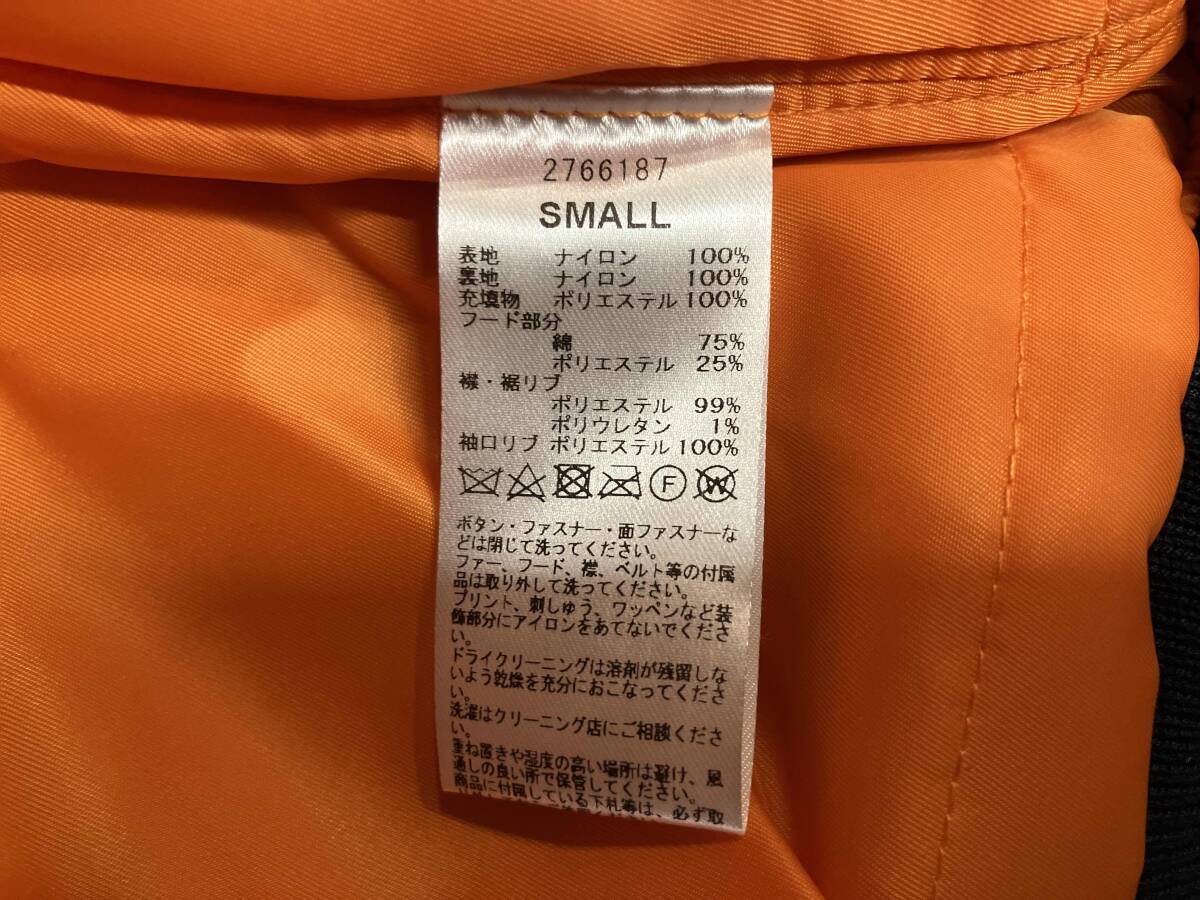 2766187
SMALL
表地 ナイロン 100%
裏地 ナイロン 100%
充填物 ポリエステル 100%
フード部分
綿 75%
ポリエステル 25%
襟・裾リブ
ポリエステル 99%
ポリウレタン 1%
袖口リブ ポリエステル 100%
F W
ボタン・ファスナー・面ファスナーな
どは閉じて洗ってください。
ファー、フード、襟、ベルト等の付属
品は取り外して洗ってください。
プリント、刺しゅう、ワッペンなど装
飾部分にアイロンをあてないでくださ
い。
ドライクリーニングは溶剤が残留しな
いよう乾燥を充分におこなってくださ
い。
洗濯はクリーニング店にご相談くださ
い。
重ね置きや湿度の高い場所は避け、風
通しの良い所で保管してください。
商品に付属している下札等は、必ず取